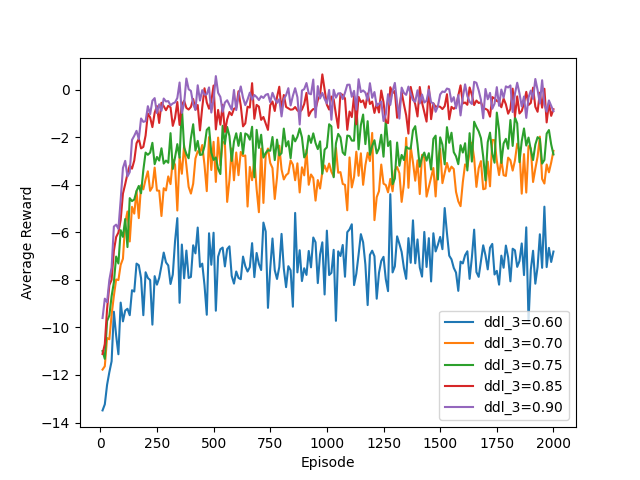 0
−2
−4
−6
−8
−10
−12
−14
Average Reward
0 250 500 750 1000 1250 1500 1750 2000
Episode
ddl_3=0.60
ddl_3=0.70
ddl_3=0.75
ddl_3=0.85
ddl_3=0.90